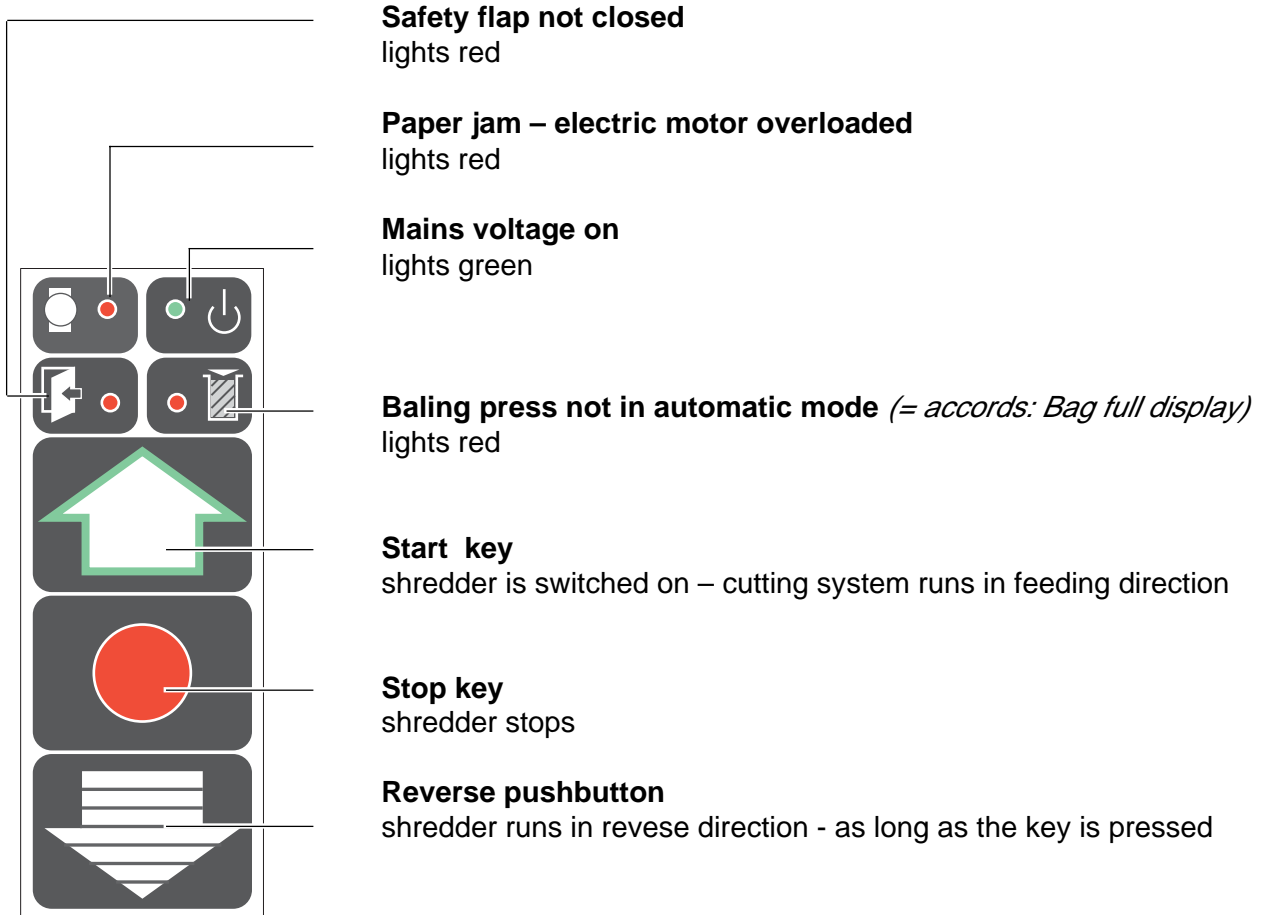 Safety flap not closed
lights red
Paper jam – electric motor overloaded
lights red
Mains voltage on
lights green
Baling press not in automatic mode (= accords: Bag full display)
lights red
Start  key
shredder is switched on – cutting system runs in feeding direction
Stop key
shredder stops
Reverse pushbutton
shredder runs in revese direction - as long as the key is pressed